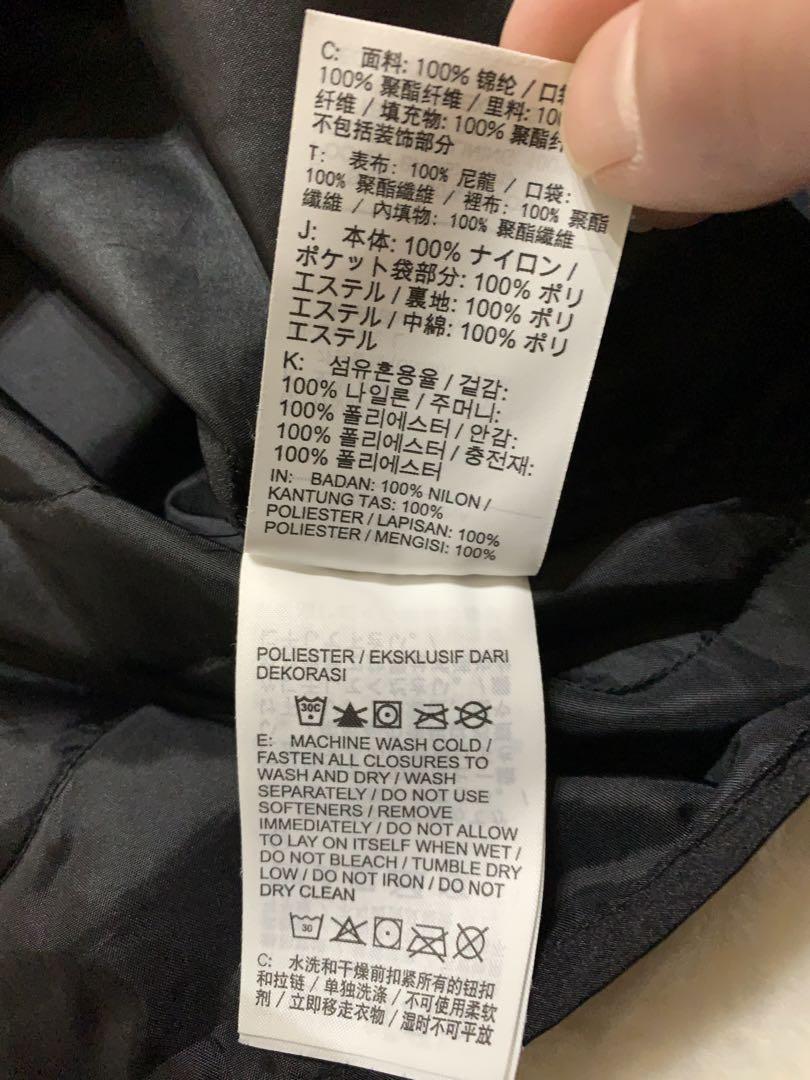 C: 面料: 100% 锦纶 / 口
100% 聚酯纤维 / 里料: 10
纤维 / 填充物: 100% 聚酯
不包括装饰部分
T: 表布: 100% 尼龍 / 口袋:
100% 聚酯纖維 / 裡布: 100% 聚酯
纖維 / 內填物: 100% 聚酯纖維
J: 本体: 100% ナイロン /
ポケット袋部分: 100% ポリ
エステル / 裏地: 100% ポリ
エステル / 中綿: 100% ポリ
エステル
K: 섬유혼용율 / 겉감:
100% 나일론 / 주머니:
100% 폴리에스터 / 안감:
100% 폴리에스터 / 충전재:
100% 폴리에스터
IN: BADAN: 100% NILON /
KANTUNG TAS: 100%
POLIESTER / LAPISAN: 100%
POLIESTER / MENGISI: 100%
POLIESTER / EKSKLUSIF DARI
DEKORASI
30C
E: MACHINE WASH COLD /
FASTEN ALL CLOSURES TO
WASH AND DRY / WASH
SEPARATELY / DO NOT USE
SOFTENERS / REMOVE
IMMEDIATELY / DO NOT ALLOW
TO LAY ON ITSELF WHEN WET /
DO NOT BLEACH / TUMBLE DRY
LOW / DO NOT IRON / DO NOT
DRY CLEAN
30
C: 水洗和干燥前扣紧所有的钮扣
和拉链 / 单独洗涤 / 不可使用柔软
剂 / 立即移走衣物 / 湿时不可平放